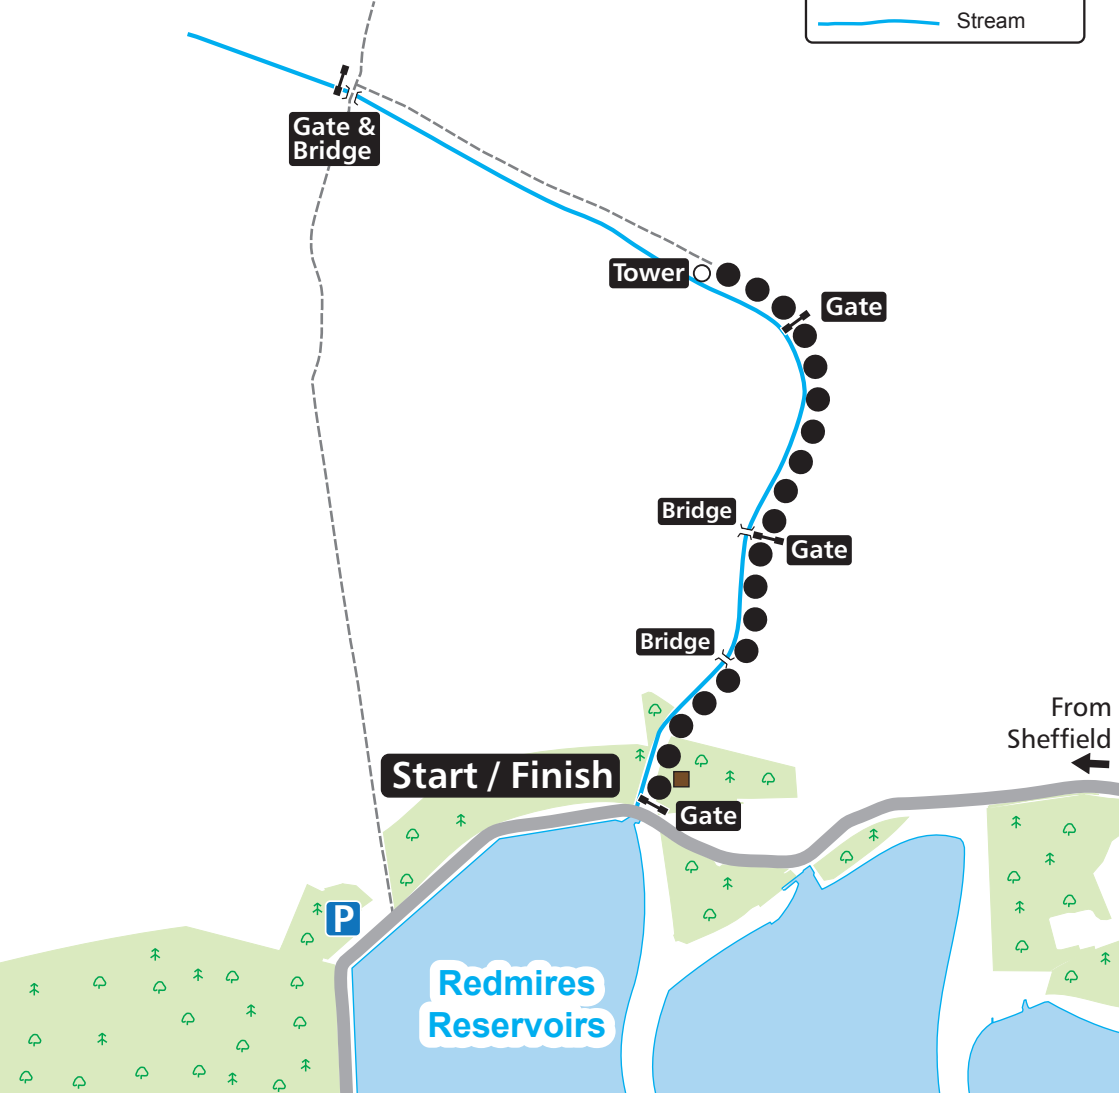 Stream
Gate &
Bridge
Tower
Gate
Bridge
Gate
Bridge
From
Sheffield
Start / Finish
Gate
P
Redmires
Reservoirs